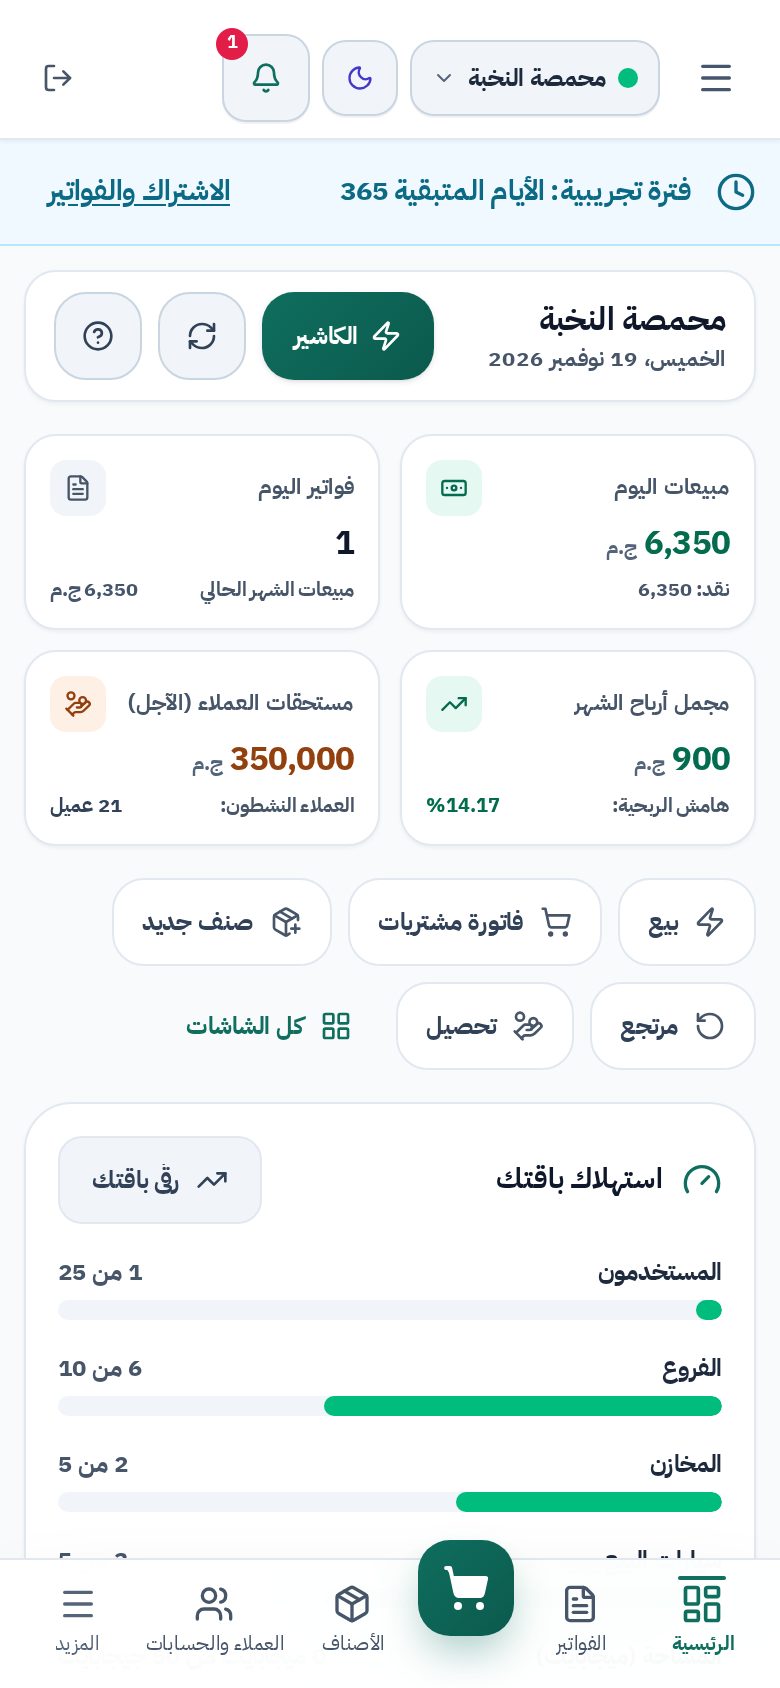 محمصة النخبة
1
فترة تجريبية: الأيام المتبقية 365
الاشتراك والفواتير
محمصة النخبة
الخميس، 19 نوفمبر 2026
الكاشير
مبيعات اليوم
6,350 ج.م
نقد: 6,350
فواتير اليوم
1
مبيعات الشهر الحالي
6,350 ج.م
مجمل أرباح الشهر
900 ج.م
هامش الربحية:
%14.17
مستحقات العملاء (الآجل)
350,000 ج.م
العملاء النشطون:
21 عميل
بيع
فاتورة مشتريات
صنف جديد
مرتجع
تحصيل
كل الشاشات
استهلاك باقتك
رقّي باقتك
المستخدمون
1 من 25
الفروع
6 من 10
المخازن
2 من 5
الرئيسية
الفواتير
الأصناف
العملاء والحسابات
المزيد